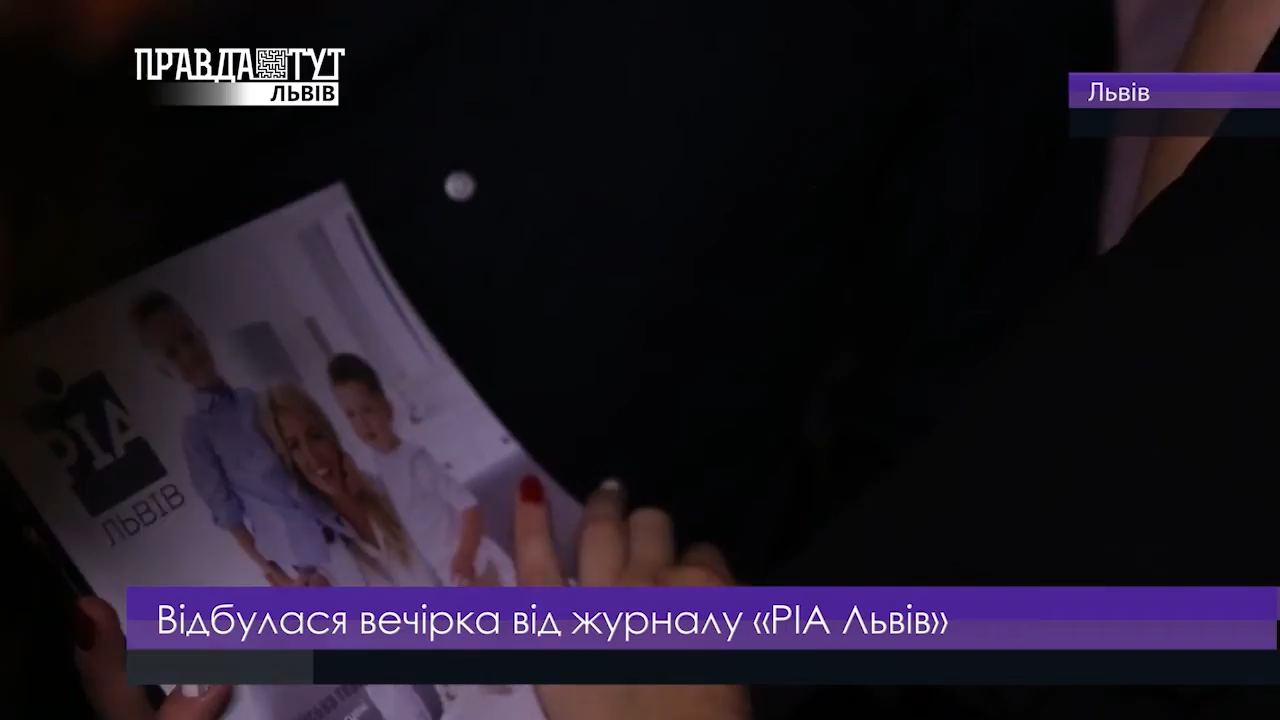 ПРАВДА ТУТ
ЛЬВІВ
Львів
РІА
ЛЬВІВ
Відбулася вечірка від журналу «РІА Львів»